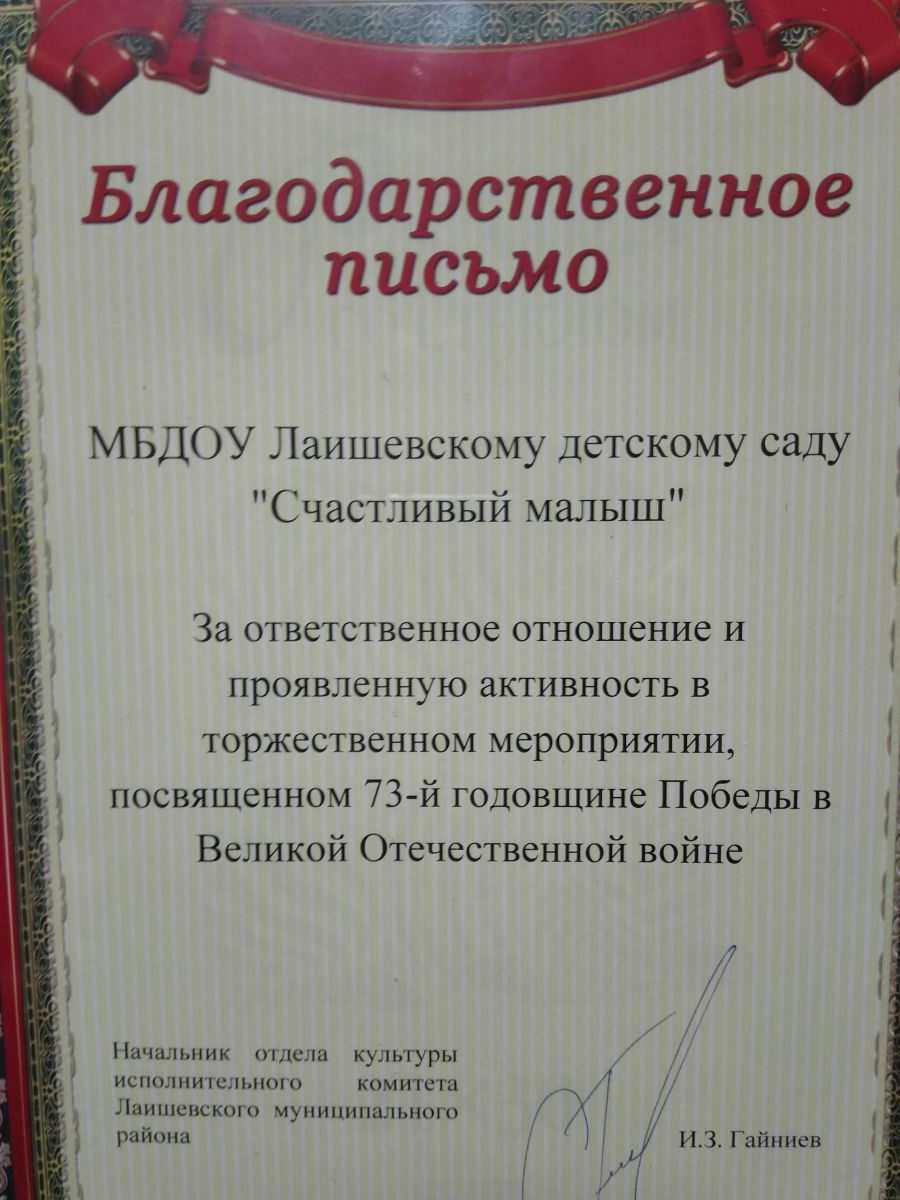 Благодарственное
письмо
МБДОУ Лаишевскому детскому саду
"Счастливый малыш"
За ответственное отношение и
проявленную активность в
торжественном мероприятии,
посвященном 73-й годовщине Победы в
Великой Отечественной войне
Начальник отдела культуры
исполнительного комитета
Лаишевского муниципального
района
И.З. Гайниев